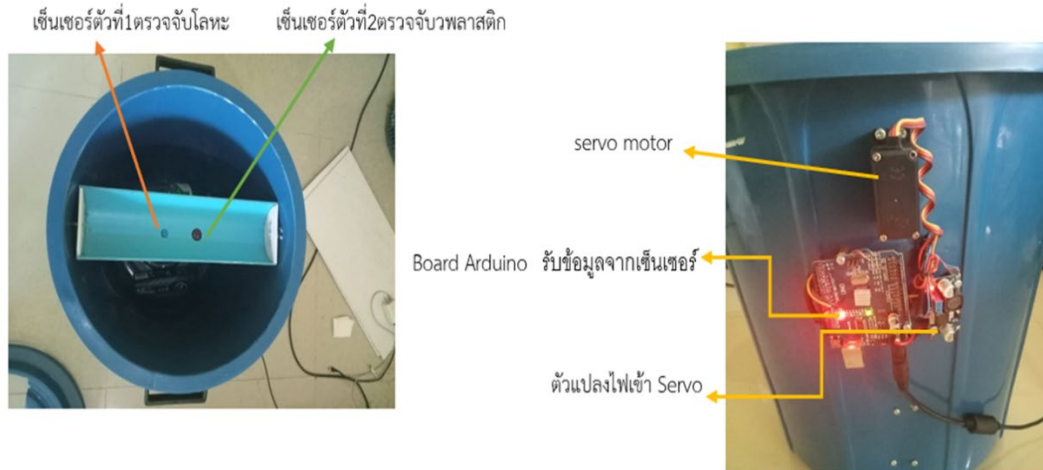 เซ็นเซอร์ตัวที่1ตรวจจับโลหะ
เซ็นเซอร์ตัวที่2ตรวจจับวพลาสติก
servo motor
Board Arduino รับข้อมูลจากเซ็นเซอร์
ตัวแปลงไฟเข้า Servo